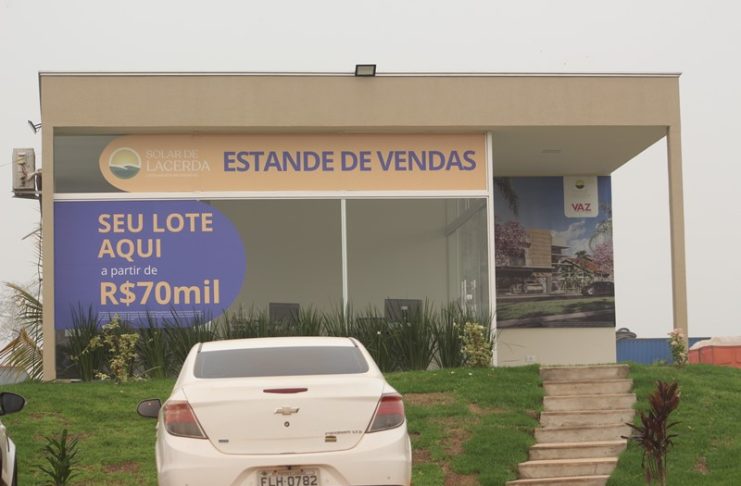 SOLAR DE
LACERDA
ESTANDE DE VENDAS
SEU LOTE
AQUI
a partir de
R$70mil
VAZ
FLH 0782